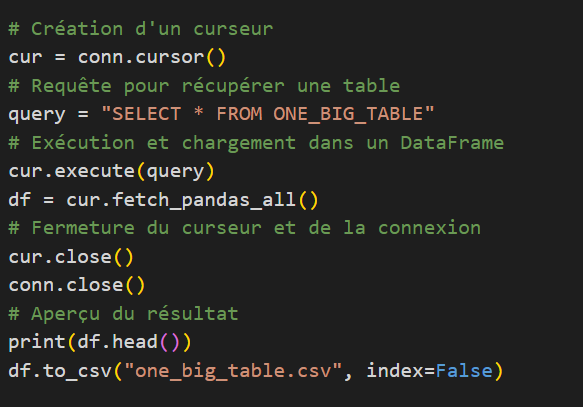 # Création d'un curseur
cur = conn.cursor()
# Requête pour récupérer une table
query = "SELECT * FROM ONE_BIG_TABLE"
# Exécution et chargement dans un DataFrame
cur.execute(query)
df = cur.fetch_pandas_all()
# Fermeture du curseur et de la connexion
cur.close()
conn.close()
# Aperçu du résultat
print(df.head())
df.to_csv("one_big_table.csv", index=False)